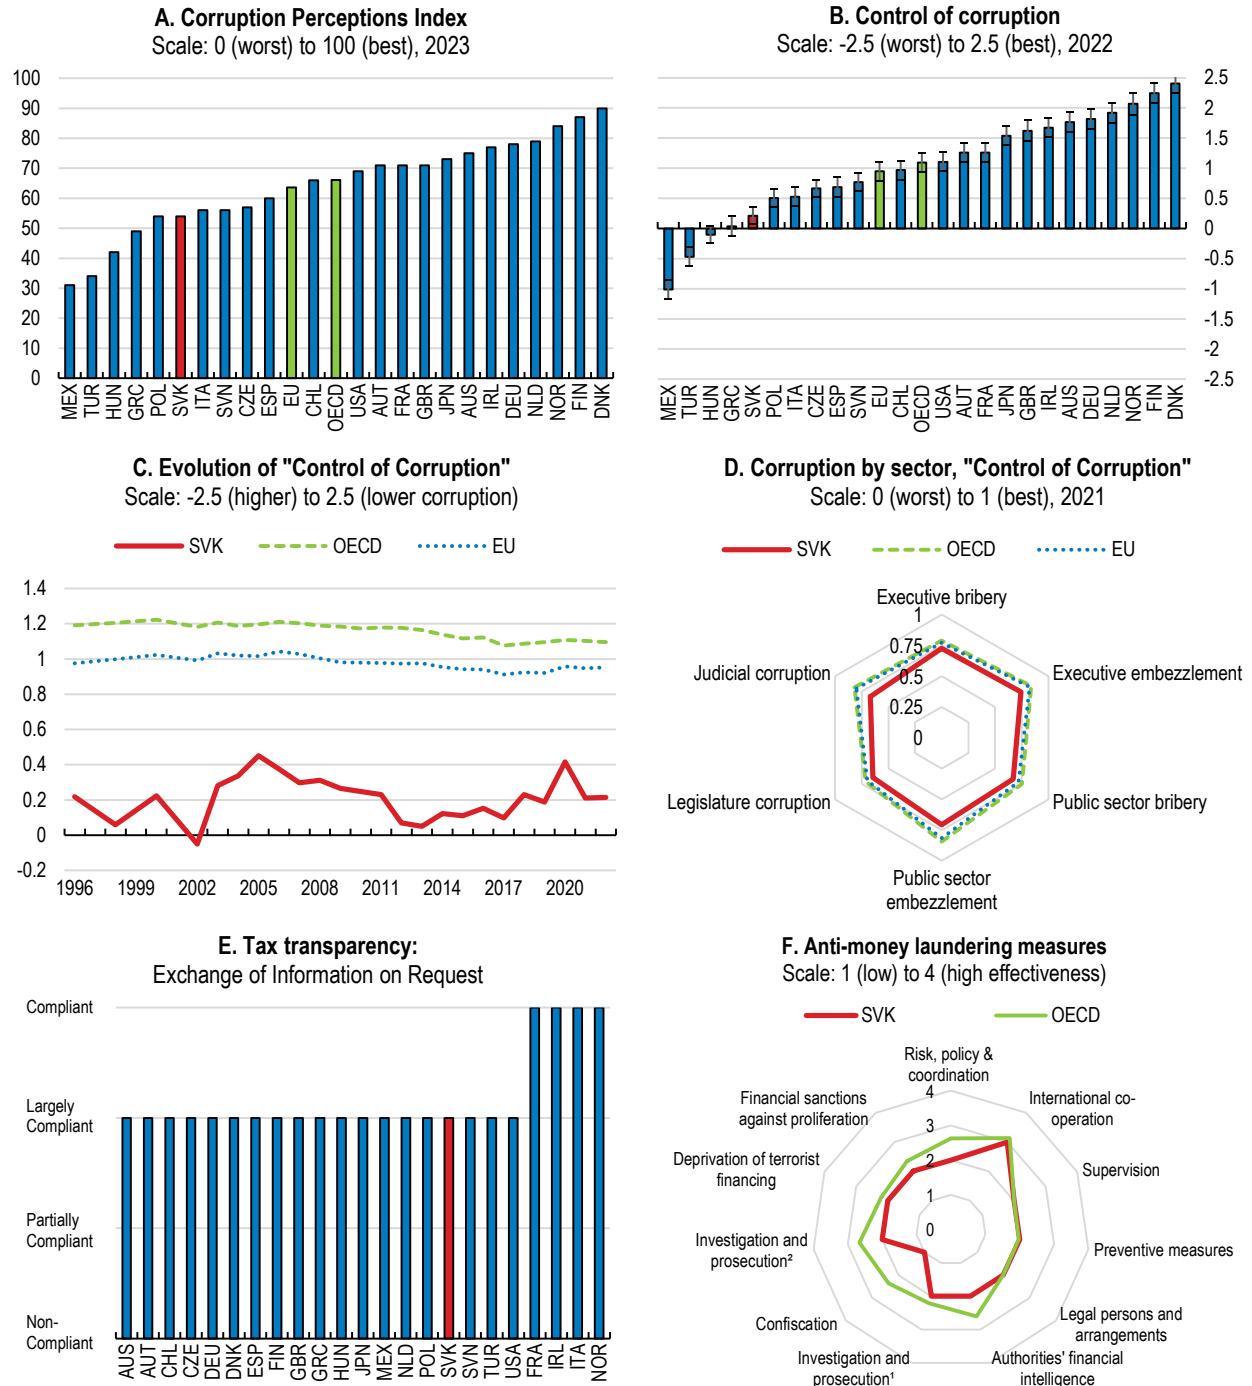 A. Corruption Perceptions Index
Scale: 0 (worst) to 100 (best), 2023
100
90
80
70
60
50
40
30
20
10
0
MEX TUR HUN GRC POL SVK ITA SVN CZE ESP EU CHL OECD USA AUT FRA GBR JPN AUS IRL DEU NLD NOR FIN DNK
B. Control of corruption
Scale: -2.5 (worst) to 2.5 (best), 2022
2.5
2
1.5
1
0.5
0
-0.5
-1
-1.5
-2
-2.5
MEX TUR HUN GRC SVK POL ITA CZE ESP SVN EU CHL OECD USA AUT FRA JPN GBR IRL AUS DEU NLD NOR FIN DNK
C. Evolution of "Control of Corruption"
Scale: -2.5 (higher) to 2.5 (lower corruption)
SVK OECD EU
1.4
1.2
1
0.8
0.6
0.4
0.2
0
-0.2
1996 1999 2002 2005 2008 2011 2014 2017 2020
D. Corruption by sector, "Control of Corruption"
Scale: 0 (worst) to 1 (best), 2021
SVK OECD EU
Executive bribery
1
0.75
0.5
0.25
0
Executive embezzlement
Public sector bribery
Public sector
embezzlement
Legislature corruption
Judicial corruption
E. Tax transparency:
Exchange of Information on Request
Compliant
Largely
Compliant
Partially
Compliant
Non-
Compliant
AUS AUT CHL CZE DEU DNK ESP FIN GBR GRC HUN JPN MEX NLD POL SVK SVN TUR USA FRA IRL ITA NOR
F. Anti-money laundering measures
Scale: 1 (low) to 4 (high effectiveness)
SVK OECD
Risk, policy &
coordination
4
3
2
1
0
International co-
operation
Supervision
Preventive measures
Legal persons and
arrangements
Authorities' financial
intelligence
Investigation and
prosecution¹
Confiscation
Investigation and
prosecution²
Deprivation of terrorist
financing
Financial sanctions
against proliferation